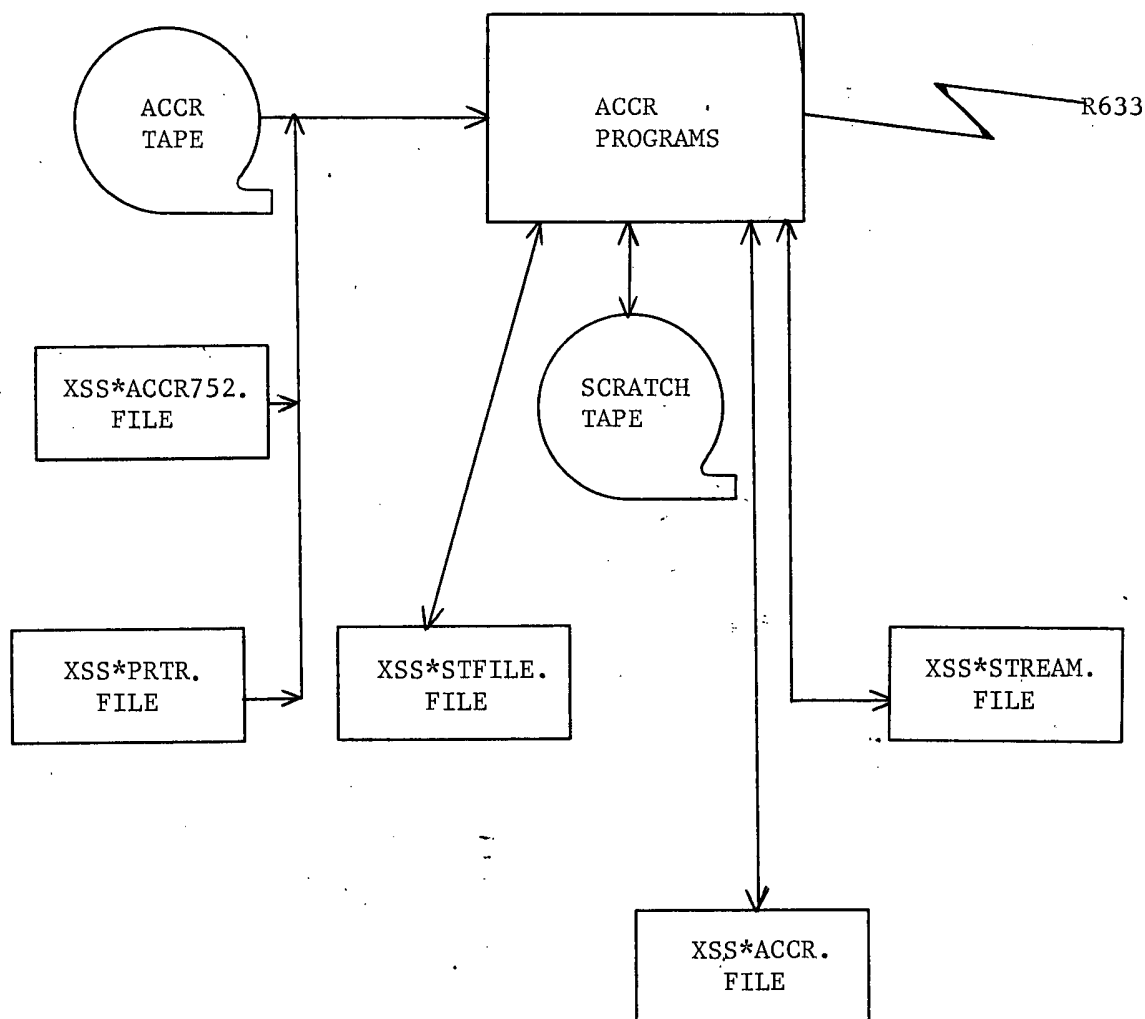 ACCR
TAPE
ACCR
PROGRAMS
R633
XSS*ACCR752.
FILE
SCRATCH
TAPE
XSS*PRTR.
FILE
XSS*STFILE.
FILE
XSS*STREAM.
FILE
XSS*ACCR.
FILE